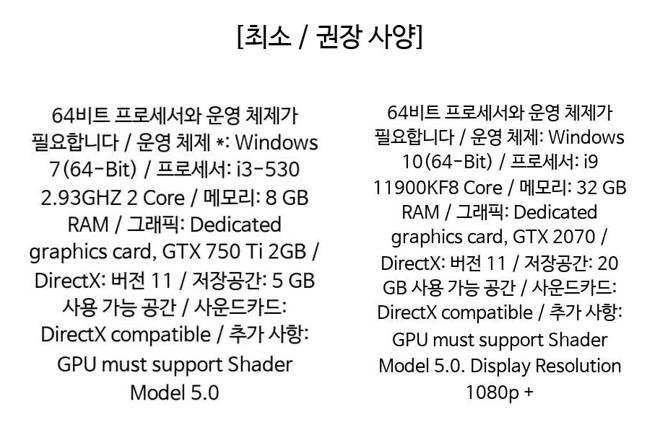 [최소 / 권장 사양]
64비트 프로세서와 운영 체제가
필요합니다 / 운영 체제 *: Windows
7(64-Bit) / 프로세서: i3-530
2.93GHZ 2 Core / 메모리: 8 GB
RAM / 그래픽: Dedicated
graphics card, GTX 750 Ti 2GB /
DirectX: 버전 11 / 저장공간: 5 GB
사용 가능 공간 / 사운드카드:
DirectX compatible / 추가 사항:
GPU must support Shader
Model 5.0
64비트 프로세서와 운영 체제가
필요합니다 / 운영 체제: Windows
10(64-Bit) / 프로세서: i9
11900KF8 Core / 메모리: 32 GB
RAM / 그래픽: Dedicated
graphics card, GTX 2070 /
DirectX: 버전 11 / 저장공간: 20
GB 사용 가능 공간 / 사운드카드:
DirectX compatible / 추가 사항:
GPU must support Shader
Model 5.0. Display Resolution
1080p +